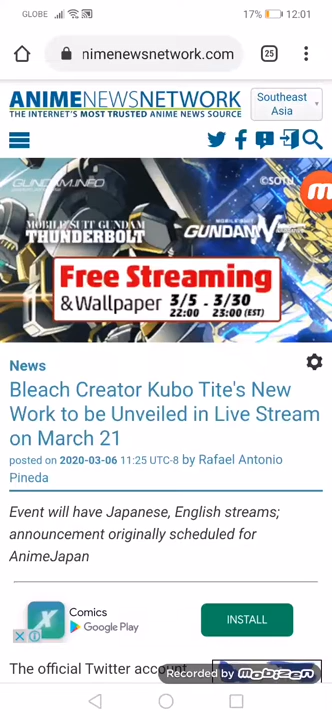 GLOBE 17% 12:01
nimenewsnetwork.com 25
ANIMENEWSNETWORK
THE INTERNET'S MOST TRUSTED ANIME NEWS SOURCE
Southeast
Asia
GUNDAM.INFO ©SOTSU
MOBILE SUIT GUNDAM
THUNDERBOLT
MOBILE SUIT
GUNDAM
Free Streaming
& Wallpaper 3/5 - 3/30
22:00 23:00 (EST)
News
Bleach Creator Kubo Tite's New
Work to be Unveiled in Live Stream
on March 21
posted on 2020-03-06 11:25 UTC-8 by Rafael Antonio
Pineda
Event will have Japanese, English streams;
announcement originally scheduled for
AnimeJapan
Comics
Google Play
INSTALL
The official Twitter account
Recorded by mobizen